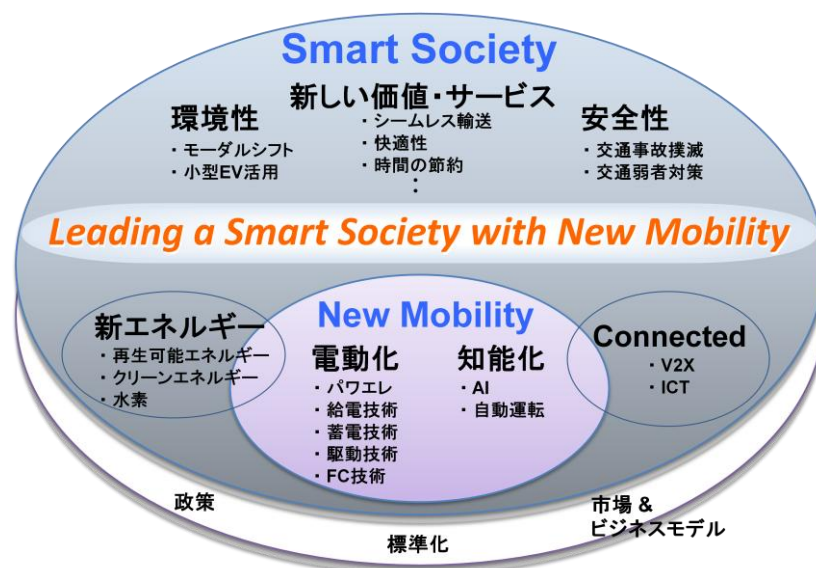 Smart Society
新しい価値・サービス
・シームレス輸送
・快適性
・時間の節約
：
環境性
・モーダルシフト
・小型EV活用
安全性
・交通事故撲滅
・交通弱者対策
Leading a Smart Society with New Mobility
New Mobility
新エネルギー
・再生可能エネルギー
・クリーンエネルギー
・水素
電動化
・パワエレ
・給電技術
・蓄電技術
・駆動技術
・FC技術
知能化
・AI
・自動運転
Connected
・V2X
・ICT
政策
標準化
市場 &
ビジネスモデル